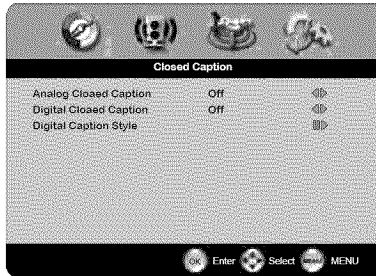 Closed Caption
Analog Cloaed Caption Off
Digital Cloaed Caption Off
Digital Caption Style
OK Enter Select MENU MENU